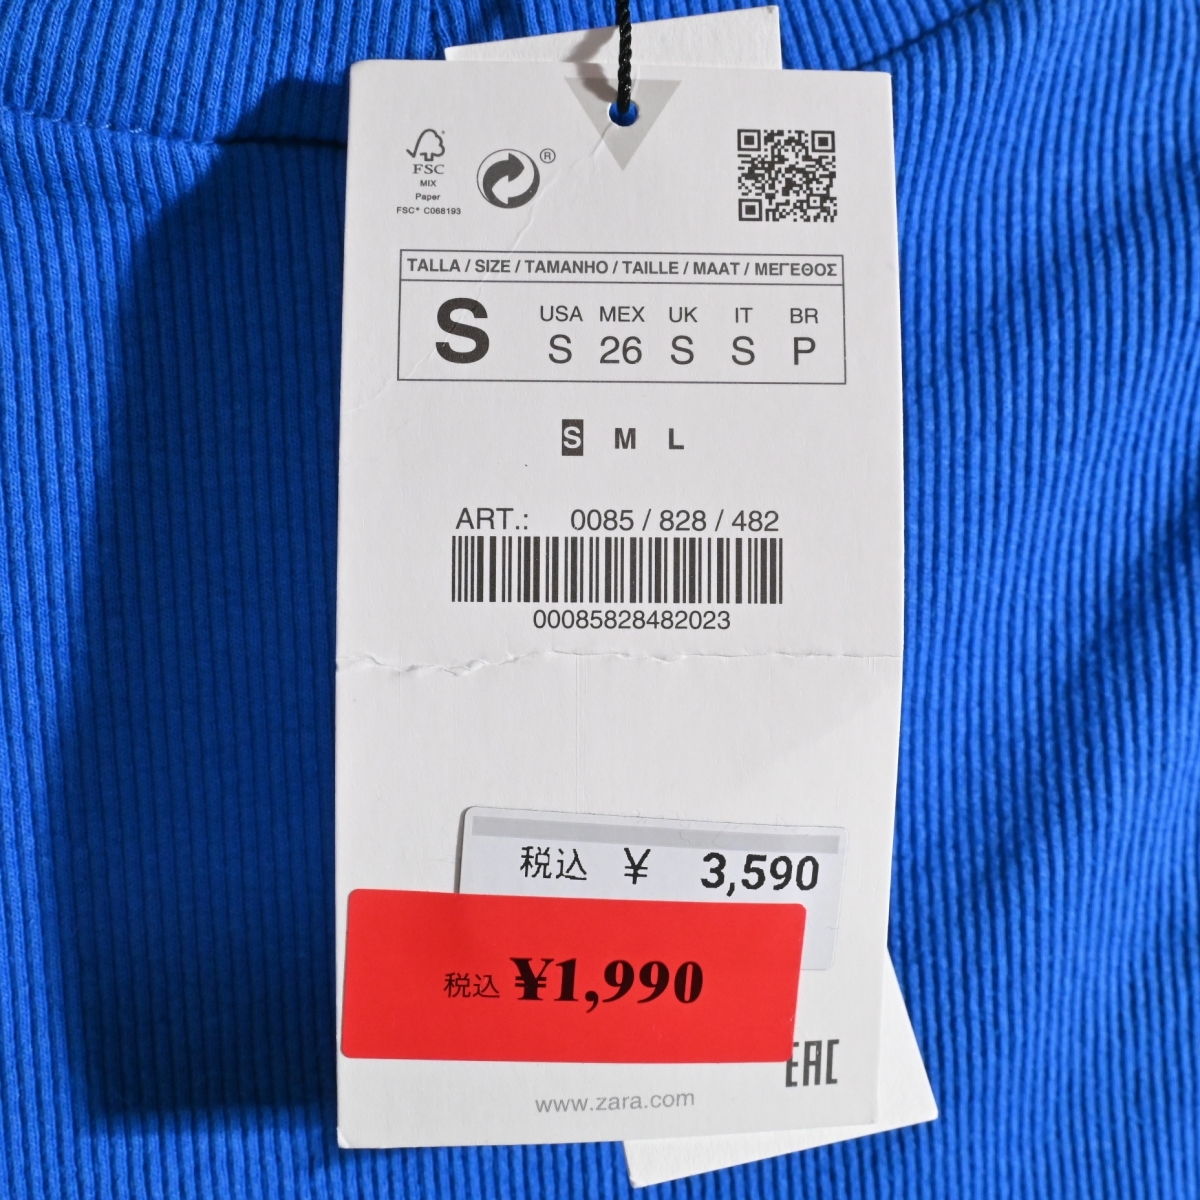 FSC
MIX
Paper
FSC® C068193
®
TALLA / SIZE / TAMANHO / TAILLE / MAAT / ΜΕΓΕΘΟΣ
S
USA MEX UK IT BR
S 26 S S P
S M L
ART.: 0085 / 828 / 482
00085828482023
税込 ¥ 3,590
税込 ¥1,990
EAC
www.zara.com